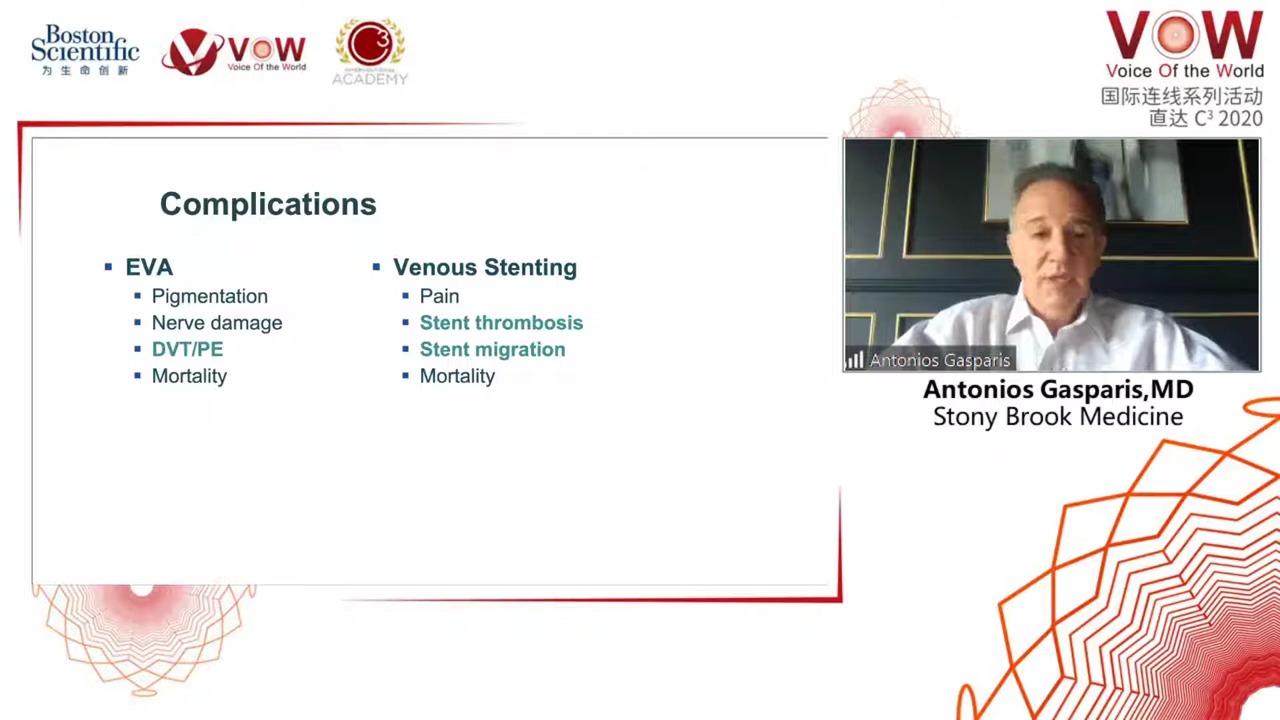 Boston
Scientific
为生命创新
VOW
Voice Of the World
C3
ACADEMY
VOW
Voice Of the World
国际连线系列活动
直达 C³ 2020
Complications
EVA
Pigmentation
Nerve damage
DVT/PE
Mortality
Venous Stenting
Pain
Stent thrombosis
Stent migration
Mortality
Antonios Gasparis
Antonios Gasparis,MD
Stony Brook Medicine